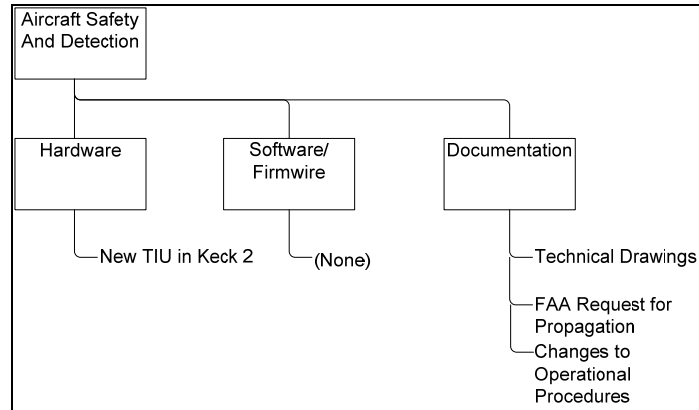 Aircraft Safety
And Detection
Hardware
Software/
Firmwire
Documentation
New TIU in Keck 2
(None)
Technical Drawings
FAA Request for
Propagation
Changes to
Operational
Procedures